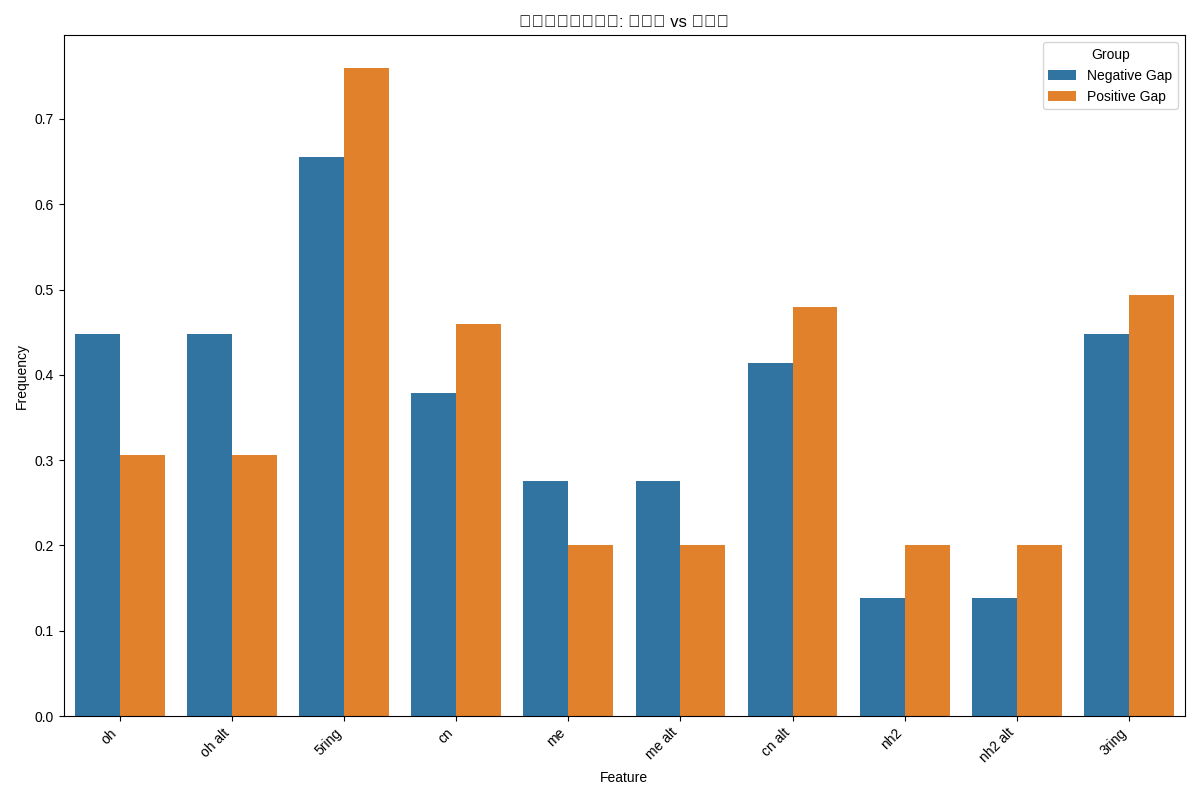 : vs
Group
Negative Gap
Positive Gap
0.7
0.6
0.5
0.4
0.3
0.2
0.1
0.0
Frequency
oh
oh alt
5ring
cn
me
me alt
cn alt
nh2
nh2 alt
3ring
Feature